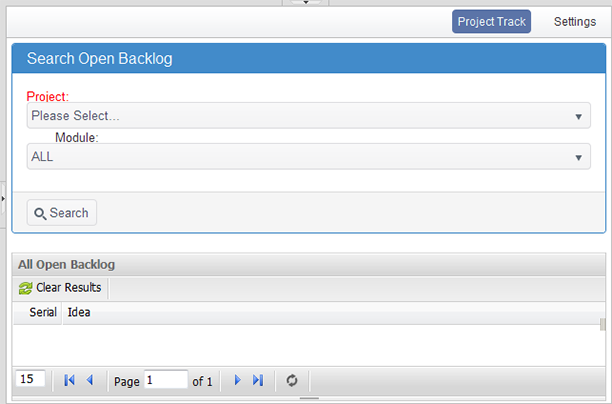 Project Track Settings
Search Open Backlog
Project:
Please Select...
Module:
ALL
Search
All Open Backlog
Clear Results
Serial Idea
15 Page 1 of 1